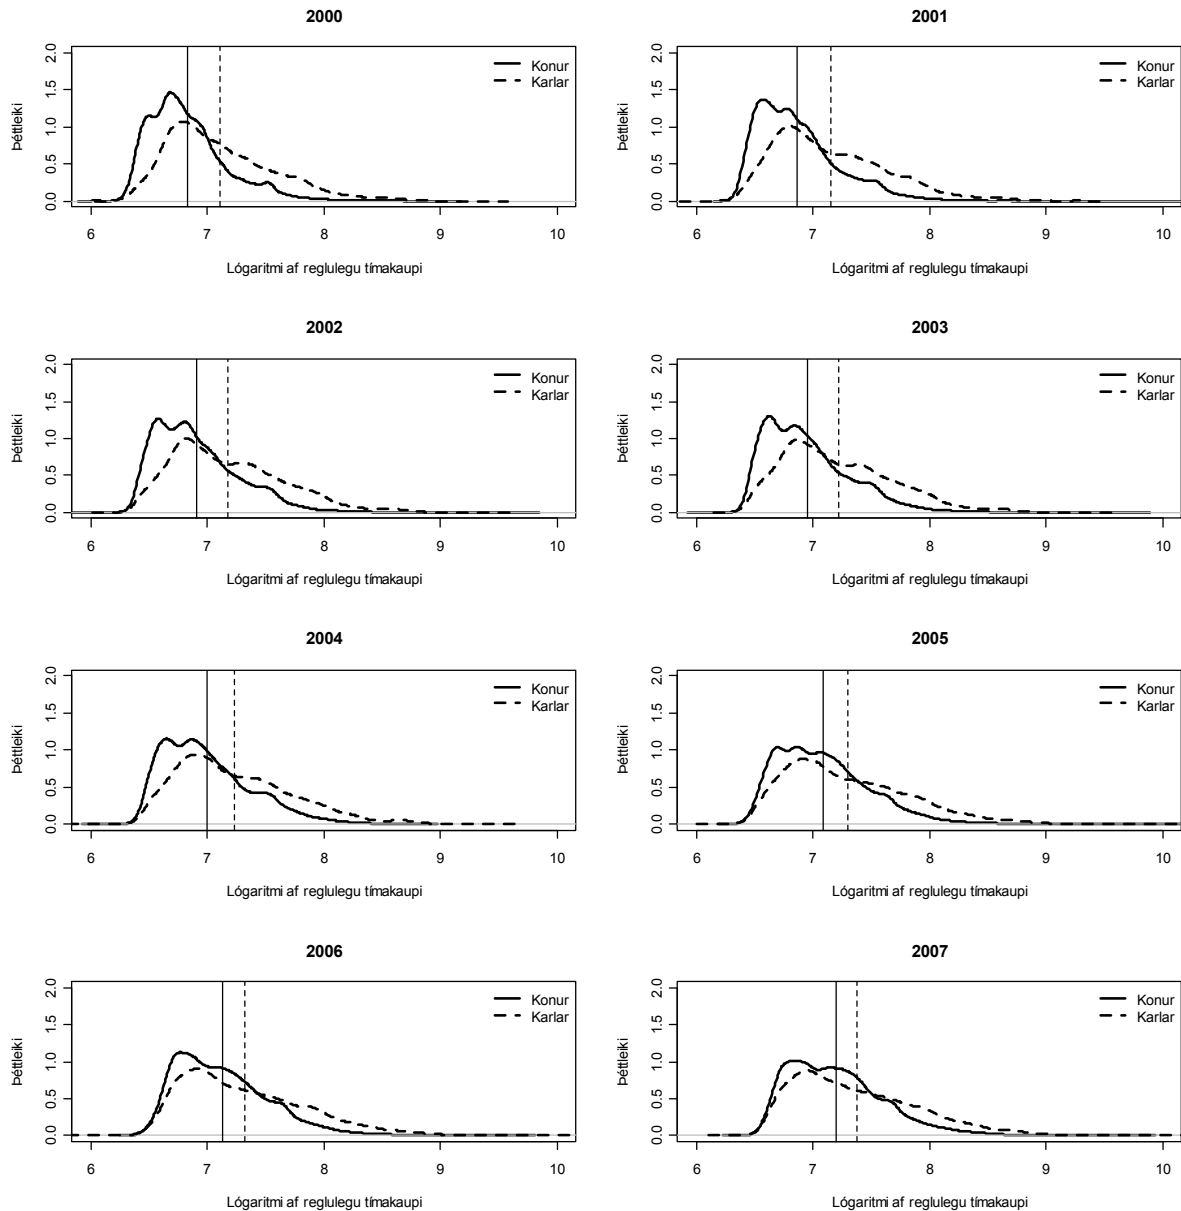 2000
Þéttleiki
0.0 0.5 1.0 1.5 2.0
Konur
Karlar
6 7 8 9 10
Lógaritmi af reglulegu tímakaupi
2001
Þéttleiki
0.0 0.5 1.0 1.5 2.0
Konur
Karlar
6 7 8 9 10
Lógaritmi af reglulegu tímakaupi
2002
Þéttleiki
0.0 0.5 1.0 1.5 2.0
Konur
Karlar
6 7 8 9 10
Lógaritmi af reglulegu tímakaupi
2003
Þéttleiki
0.0 0.5 1.0 1.5 2.0
Konur
Karlar
6 7 8 9 10
Lógaritmi af reglulegu tímakaupi
2004
Þéttleiki
0.0 0.5 1.0 1.5 2.0
Konur
Karlar
6 7 8 9 10
Lógaritmi af reglulegu tímakaupi
2005
Þéttleiki
0.0 0.5 1.0 1.5 2.0
Konur
Karlar
6 7 8 9 10
Lógaritmi af reglulegu tímakaupi
2006
Þéttleiki
0.0 0.5 1.0 1.5 2.0
Konur
Karlar
6 7 8 9 10
Lógaritmi af reglulegu tímakaupi
2007
Þéttleiki
0.0 0.5 1.0 1.5 2.0
Konur
Karlar
6 7 8 9 10
Lógaritmi af reglulegu tímakaupi